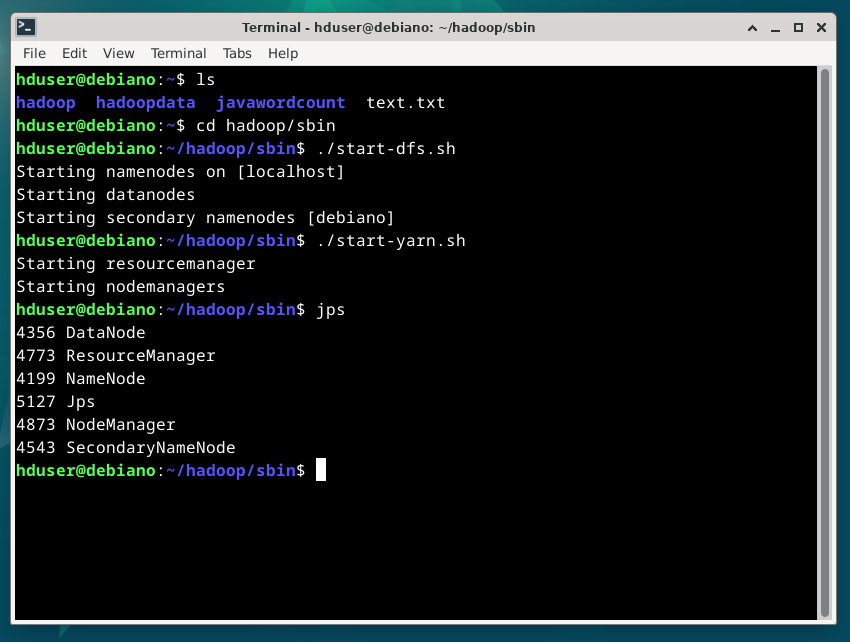 Terminal - hduser@debiano: ~/hadoop/sbin
File Edit View Terminal Tabs Help
hduser@debiano:~$ ls
hadoop  hadoopdata  javawordcount  text.txt
hduser@debiano:~$ cd hadoop/sbin
hduser@debiano:~/hadoop/sbin$ ./start-dfs.sh
Starting namenodes on [localhost]
Starting datanodes
Starting secondary namenodes [debiano]
hduser@debiano:~/hadoop/sbin$ ./start-yarn.sh
Starting resourcemanager
Starting nodemanagers
hduser@debiano:~/hadoop/sbin$ jps
4356 DataNode
4773 ResourceManager
4199 NameNode
5127 Jps
4873 NodeManager
4543 SecondaryNameNode
hduser@debiano:~/hadoop/sbin$